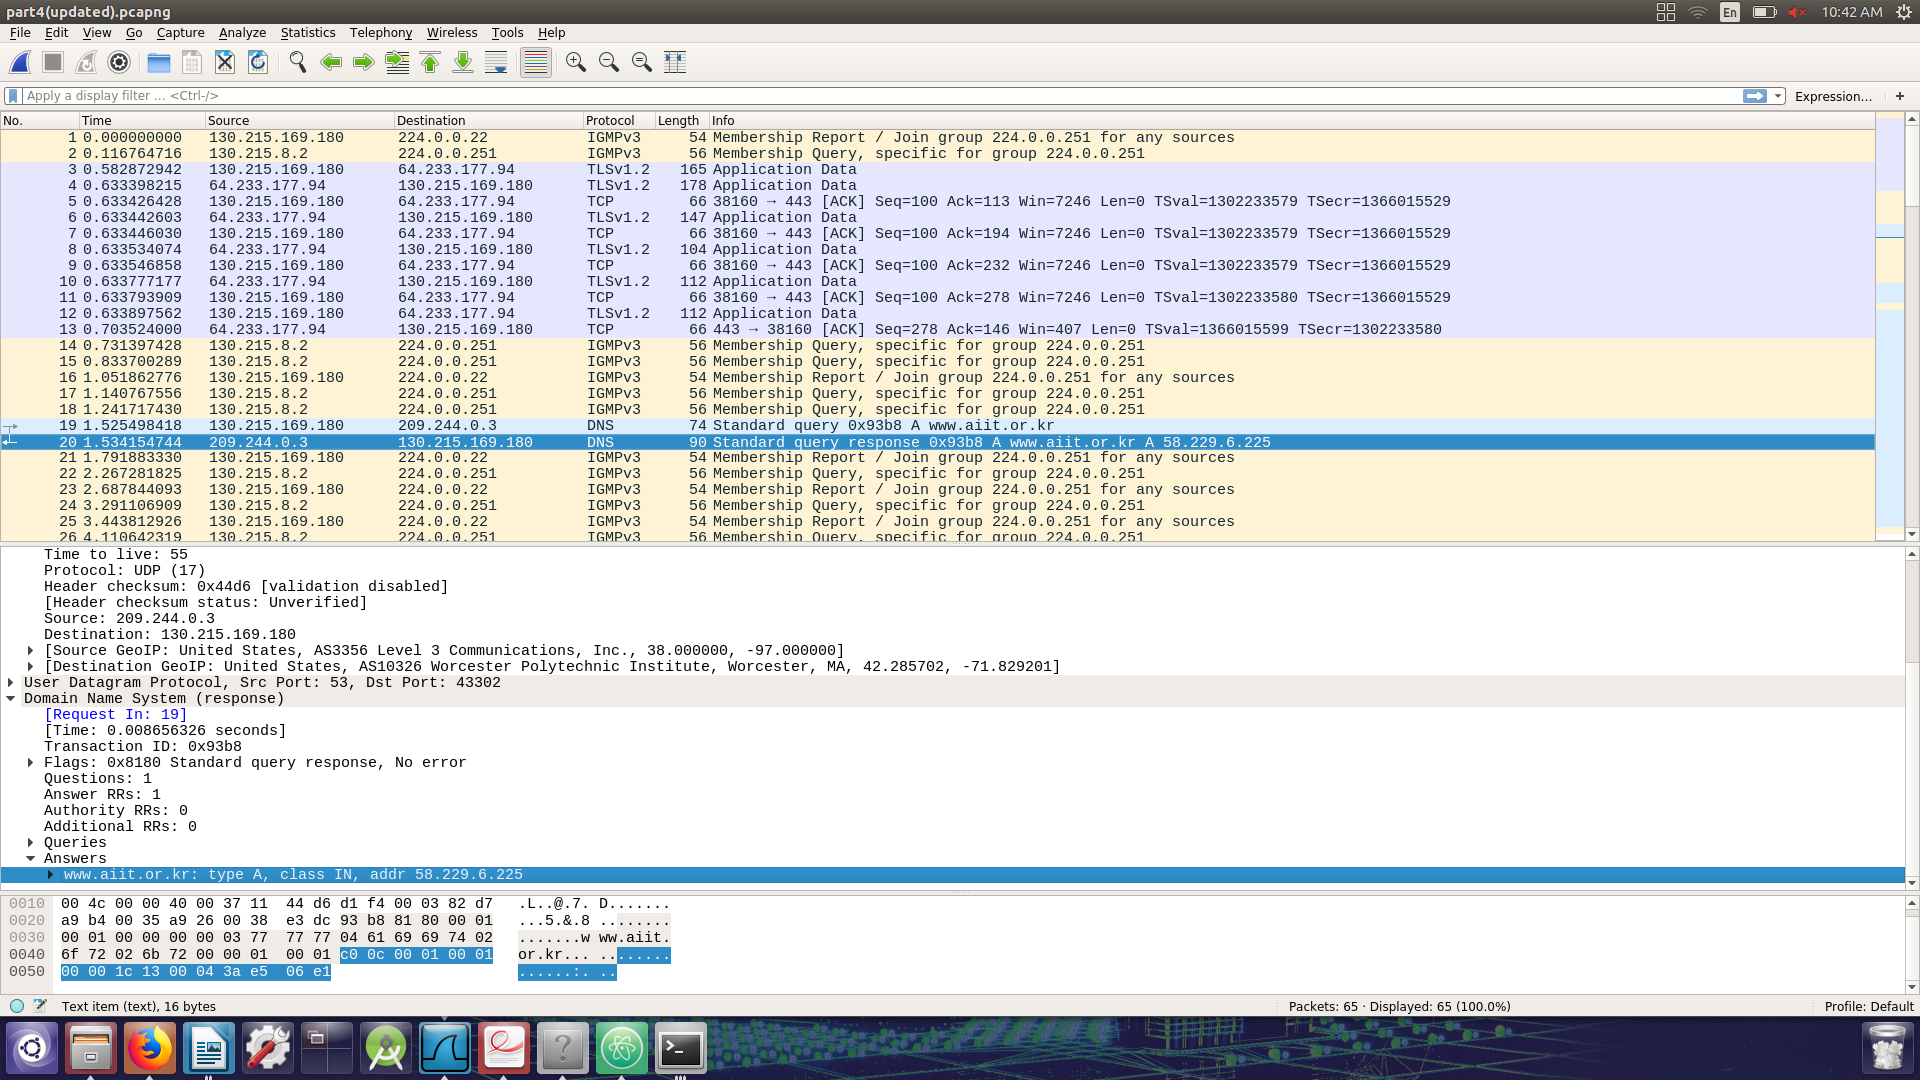 part4(updated).pcapng
En
10:42 AM
File Edit View Go Capture Analyze Statistics Telephony Wireless Tools Help
Apply a display filter ... <Ctrl-/>
Expression... +
No. Time Source Destination Protocol Length Info
1 0.000000000 130.215.169.180 224.0.0.22 IGMPv3 54 Membership Report / Join group 224.0.0.251 for any sources
2 0.116764716 130.215.8.2 224.0.0.251 IGMPv3 56 Membership Query, specific for group 224.0.0.251
3 0.582872942 130.215.169.180 64.233.177.94 TLSv1.2 165 Application Data
4 0.633398215 64.233.177.94 130.215.169.180 TLSv1.2 178 Application Data
5 0.633426428 130.215.169.180 64.233.177.94 TCP 66 38160 → 443 [ACK] Seq=100 Ack=113 Win=7246 Len=0 TSval=1302233579 TSecr=1366015529
6 0.633442603 64.233.177.94 130.215.169.180 TLSv1.2 147 Application Data
7 0.633446030 130.215.169.180 64.233.177.94 TCP 66 38160 → 443 [ACK] Seq=100 Ack=194 Win=7246 Len=0 TSval=1302233579 TSecr=1366015529
8 0.633534074 64.233.177.94 130.215.169.180 TLSv1.2 104 Application Data
9 0.633546858 130.215.169.180 64.233.177.94 TCP 66 38160 → 443 [ACK] Seq=100 Ack=232 Win=7246 Len=0 TSval=1302233579 TSecr=1366015529
10 0.633777177 64.233.177.94 130.215.169.180 TLSv1.2 112 Application Data
11 0.633793909 130.215.169.180 64.233.177.94 TCP 66 38160 → 443 [ACK] Seq=100 Ack=278 Win=7246 Len=0 TSval=1302233580 TSecr=1366015529
12 0.633897562 130.215.169.180 64.233.177.94 TLSv1.2 112 Application Data
13 0.703524000 64.233.177.94 130.215.169.180 TCP 66 443 → 38160 [ACK] Seq=278 Ack=146 Win=407 Len=0 TSval=1366015599 TSecr=1302233580
14 0.731397428 130.215.8.2 224.0.0.251 IGMPv3 56 Membership Query, specific for group 224.0.0.251
15 0.833700289 130.215.8.2 224.0.0.251 IGMPv3 56 Membership Query, specific for group 224.0.0.251
16 1.051862776 130.215.169.180 224.0.0.22 IGMPv3 54 Membership Report / Join group 224.0.0.251 for any sources
17 1.140767556 130.215.8.2 224.0.0.251 IGMPv3 56 Membership Query, specific for group 224.0.0.251
18 1.241717430 130.215.8.2 224.0.0.251 IGMPv3 56 Membership Query, specific for group 224.0.0.251
19 1.525498418 130.215.169.180 209.244.0.3 DNS 74 Standard query 0x93b8 A www.aiit.or.kr
20 1.534154744 209.244.0.3 130.215.169.180 DNS 90 Standard query response 0x93b8 A www.aiit.or.kr A 58.229.6.225
21 1.791883330 130.215.169.180 224.0.0.22 IGMPv3 54 Membership Report / Join group 224.0.0.251 for any sources
22 2.267281825 130.215.8.2 224.0.0.251 IGMPv3 56 Membership Query, specific for group 224.0.0.251
23 2.687844093 130.215.169.180 224.0.0.22 IGMPv3 54 Membership Report / Join group 224.0.0.251 for any sources
24 3.291106909 130.215.8.2 224.0.0.251 IGMPv3 56 Membership Query, specific for group 224.0.0.251
25 3.443812926 130.215.169.180 224.0.0.22 IGMPv3 54 Membership Report / Join group 224.0.0.251 for any sources
26 4.110642319 130.215.8.2 224.0.0.251 IGMPv3 56 Membership Query, specific for group 224.0.0.251
Time to live: 55
Protocol: UDP (17)
Header checksum: 0x44d6 [validation disabled]
[Header checksum status: Unverified]
Source: 209.244.0.3
Destination: 130.215.169.180
[Source GeoIP: United States, AS3356 Level 3 Communications, Inc., 38.000000, -97.000000]
[Destination GeoIP: United States, AS10326 Worcester Polytechnic Institute, Worcester, MA, 42.285702, -71.829201]
User Datagram Protocol, Src Port: 53, Dst Port: 43302
Domain Name System (response)
[Request In: 19]
[Time: 0.008656326 seconds]
Transaction ID: 0x93b8
Flags: 0x8180 Standard query response, No error
Questions: 1
Answer RRs: 1
Authority RRs: 0
Additional RRs: 0
Queries
Answers
www.aiit.or.kr: type A, class IN, addr 58.229.6.225
0010 00 4c 00 00 40 00 37 11 44 d6 d1 f4 00 03 82 d7 .L..@.7. D.......
0020 a9 b4 00 35 a9 26 00 38 e3 dc 93 b8 81 80 00 01 ...5.&.8 ........
0030 00 01 00 00 00 00 03 77 77 77 04 61 69 69 74 02 .......w ww.aiit.
0040 6f 72 02 6b 72 00 00 01 00 01 c0 0c 00 01 00 01 or.kr... ........
0050 00 00 1c 13 00 04 3a e5 06 e1 ......:. ..
Text item (text), 16 bytes
Packets: 65 · Displayed: 65 (100.0%)
Profile: Default